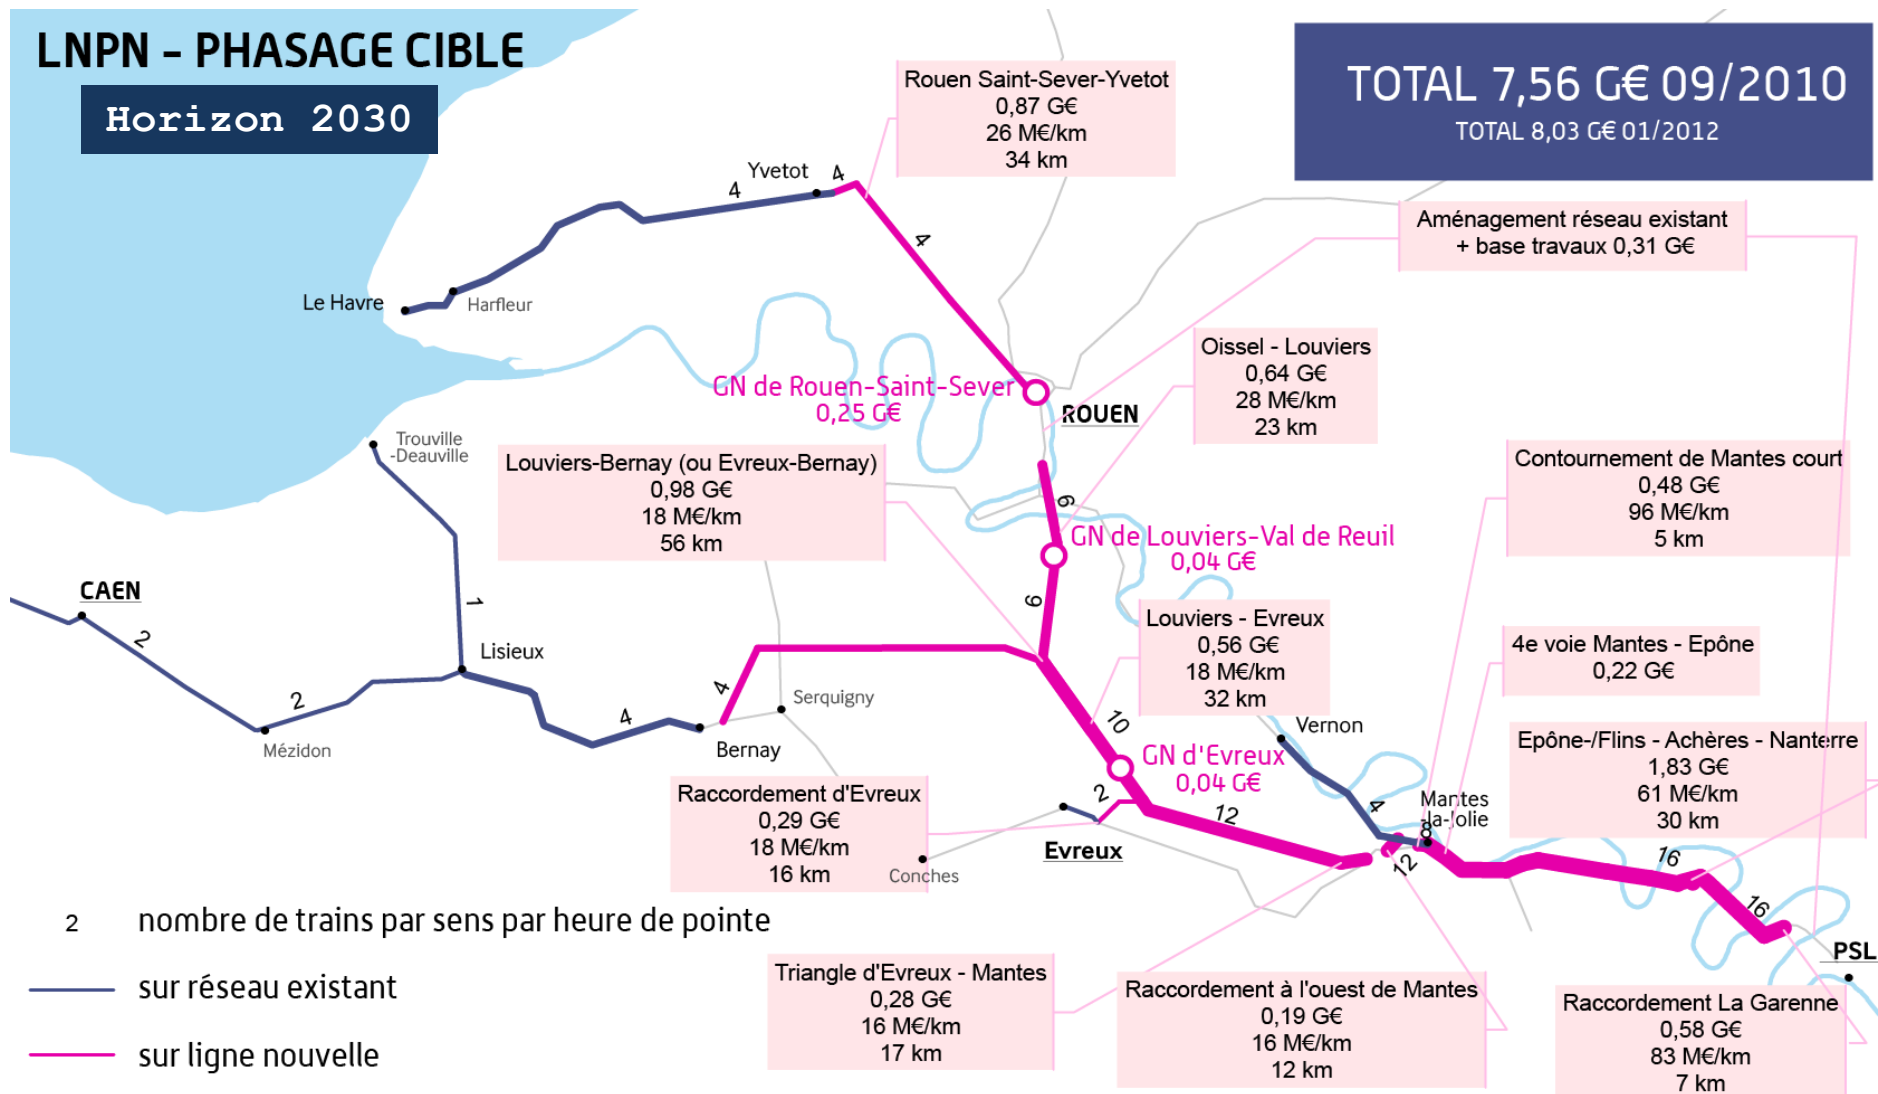 LNPN - PHASAGE CIBLE
Horizon 2030
TOTAL 7,56 G€ 09/2010
TOTAL 8,03 G€ 01/2012
Rouen Saint-Sever-Yvetot
0,87 G€
26 M€/km
34 km
Yvetot
4
4
4
Aménagement réseau existant
+ base travaux 0,31 G€
Le Havre
Harfleur
Oissel - Louviers
0,64 G€
28 M€/km
23 km
GN de Rouen-Saint-Sever
0,25 G€
ROUEN
Trouville
-Deauville
Louviers-Bernay (ou Evreux-Bernay)
0,98 G€
18 M€/km
56 km
Contournement de Mantes court
0,48 G€
96 M€/km
5 km
6
GN de Louviers-Val de Reuil
0,04 G€
CAEN
2
1
6
Louviers - Evreux
0,56 G€
18 M€/km
32 km
4e voie Mantes - Epône
0,22 G€
Lisieux
2
4
4
Serquigny
10
Vernon
Mézidon
Bernay
GN d'Evreux
0,04 G€
Epône-/Flins - Achères - Nanterre
1,83 G€
61 M€/km
30 km
Raccordement d'Evreux
0,29 G€
18 M€/km
16 km
2
12
4
Mantes
-la-Jolie
8
12
16
Evreux
Conches
16
2 nombre de trains par sens par heure de pointe
PSL
Triangle d'Evreux - Mantes
0,28 G€
16 M€/km
17 km
Raccordement à l'ouest de Mantes
0,19 G€
16 M€/km
12 km
Raccordement La Garenne
0,58 G€
83 M€/km
7 km
sur réseau existant
sur ligne nouvelle